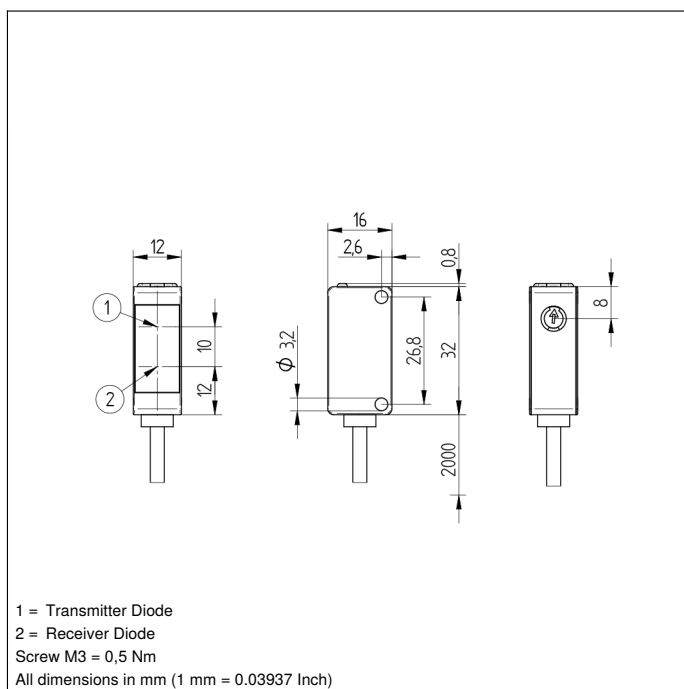 16
12
2,6
0,8
8
1
10
ϕ 3,2
26,8
32
2
12
2000
1 = Transmitter Diode
2 = Receiver Diode
Screw M3 = 0,5 Nm
All dimensions in mm (1 mm = 0.03937 Inch)